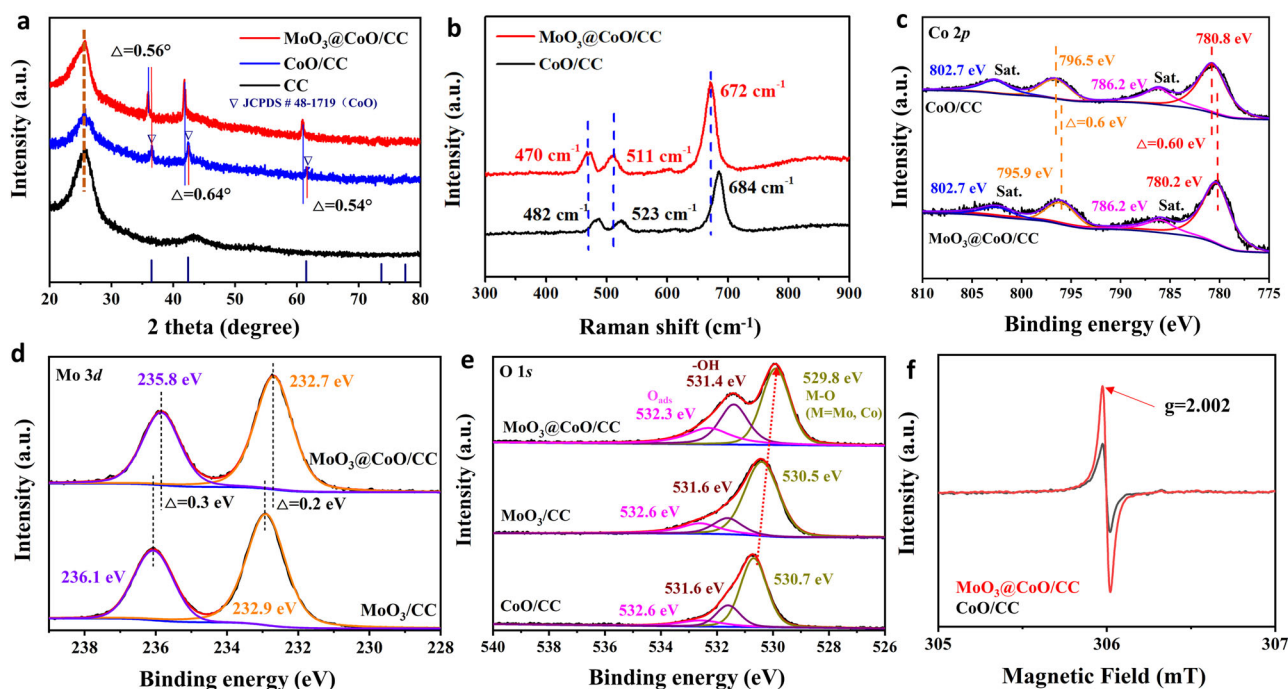 a
Intensity (a.u.)
△=0.56°
MoO₃@CoO/CC
CoO/CC
CC
▽ JCPDS # 48-1719（CoO）
▽
▽
▽
△=0.64°
△=0.54°
20 30 40 50 60 70 80
2 theta (degree)
b
Intensity (a.u.)
MoO₃@CoO/CC
CoO/CC
672 cm⁻¹
470 cm⁻¹
511 cm⁻¹
684 cm⁻¹
482 cm⁻¹
523 cm⁻¹
300 400 500 600 700 800 900
Raman shift (cm⁻¹)
c
Intensity (a.u.)
Co 2p
780.8 eV
796.5 eV
802.7 eV
Sat.
786.2 eV
Sat.
CoO/CC
△=0.6 eV
△=0.60 eV
795.9 eV
780.2 eV
802.7 eV
Sat.
786.2 eV
Sat.
MoO₃@CoO/CC
810 805 800 795 790 785 780 775
Binding energy (eV)
d
Intensity (a.u.)
Mo 3d
235.8 eV
232.7 eV
MoO₃@CoO/CC
△=0.3 eV
△=0.2 eV
236.1 eV
232.9 eV
MoO₃/CC
238 236 234 232 230 228
Binding energy (eV)
e
Intensity (a.u.)
O 1s
-OH
531.4 eV
529.8 eV
M-O
(M=Mo, Co)
Oads
532.3 eV
MoO₃@CoO/CC
530.5 eV
531.6 eV
532.6 eV
MoO₃/CC
531.6 eV
530.7 eV
532.6 eV
CoO/CC
540 538 536 534 532 530 528 526
Binding energy (eV)
f
Intensity (a.u.)
g=2.002
MoO₃@CoO/CC
CoO/CC
305 306 307
Magnetic Field (mT)